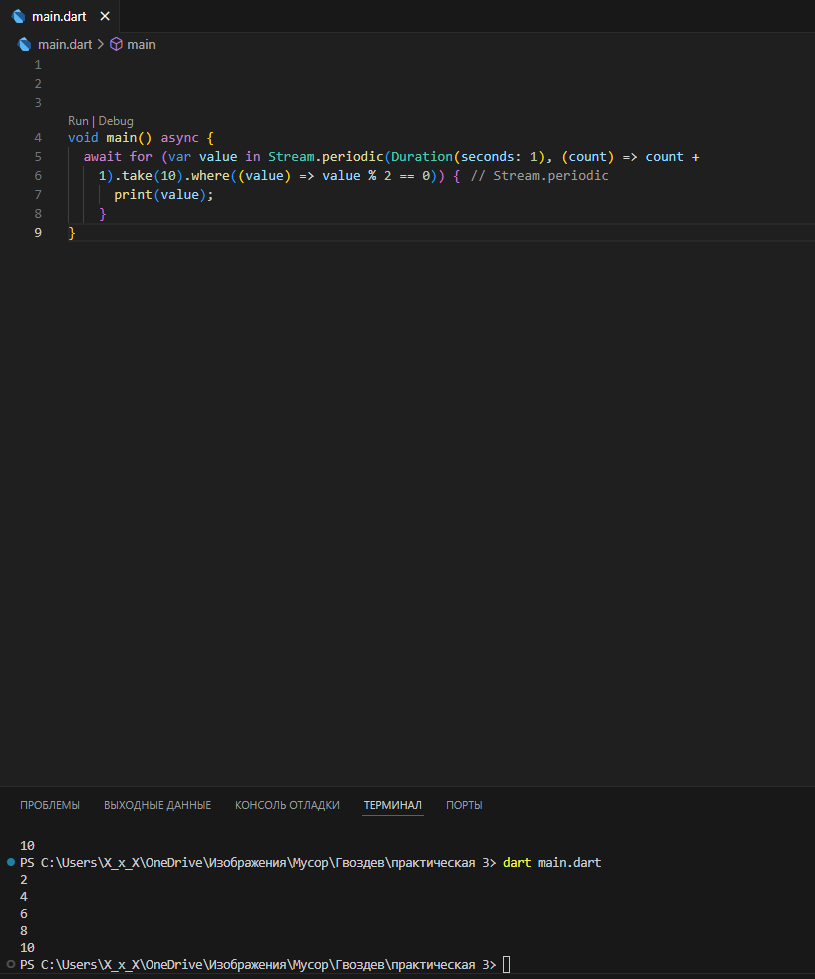 main.dart
main.dart > main
1
2
3
Run | Debug
4 void main() async {
5 await for (var value in Stream.periodic(Duration(seconds: 1), (count) => count +
6 1).take(10).where((value) => value % 2 == 0)) { // Stream.periodic
7 print(value);
8 }
9 }
ПРОБЛЕМЫ ВЫХОДНЫЕ ДАННЫЕ КОНСОЛЬ ОТЛАДКИ ТЕРМИНАЛ ПОРТЫ
10
PS C:\Users\X_x_X\OneDrive\Изображения\Мусор\Гвоздев\практическая 3> dart main.dart
2
4
6
8
10
PS C:\Users\X_x_X\OneDrive\Изображения\Мусор\Гвоздев\практическая 3>